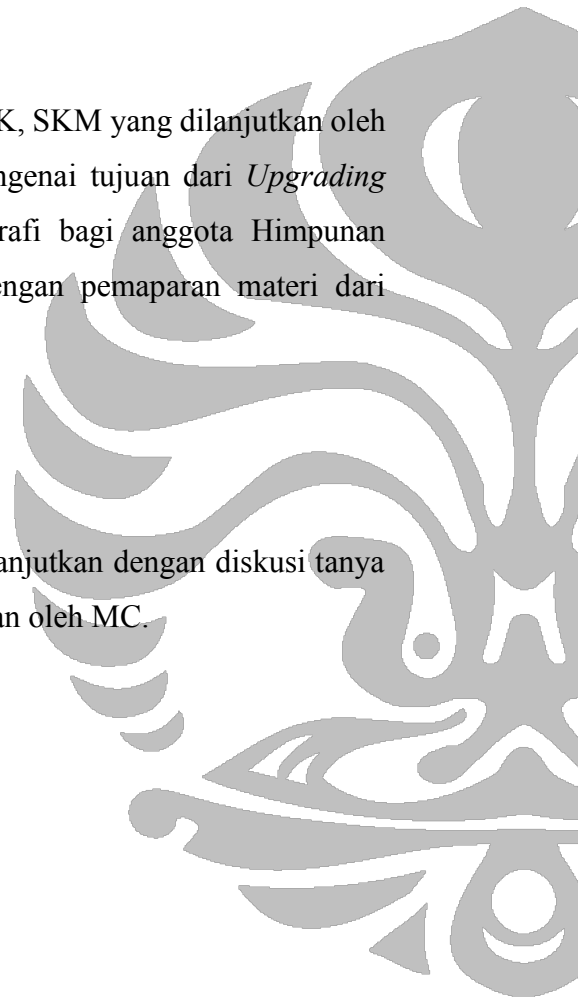 K, SKM yang dilanjutkan oleh
ngenai tujuan dari Upgrading
rafi bagi anggota Himpunan
engan pemaparan materi dari
anjutkan dengan diskusi tanya
an oleh MC.